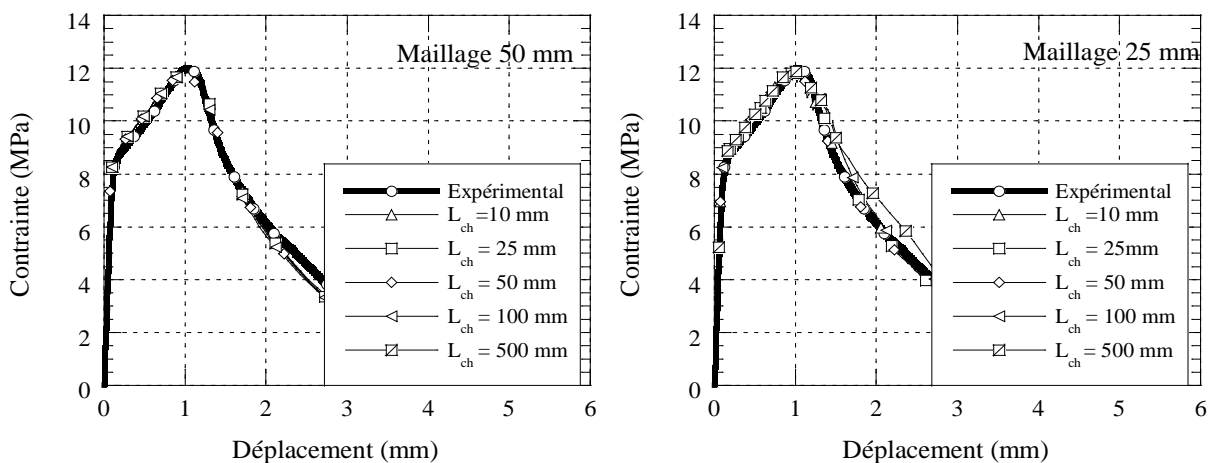 Maillage 50 mm
Contrainte (MPa)
14
12
10
8
6
4
2
0
Expérimental
L_ch=10 mm
L_ch = 25 mm
L_ch = 50 mm
L_ch = 100 mm
L_ch = 500 mm
0 1 2 3 4 5 6
Déplacement (mm)
Maillage 25 mm
Contrainte (MPa)
14
12
10
8
6
4
2
0
Expérimental
L_ch=10 mm
L_ch = 25mm
L_ch = 50 mm
L_ch = 100 mm
L_ch = 500 mm
0 1 2 3 4 5 6
Déplacement (mm)